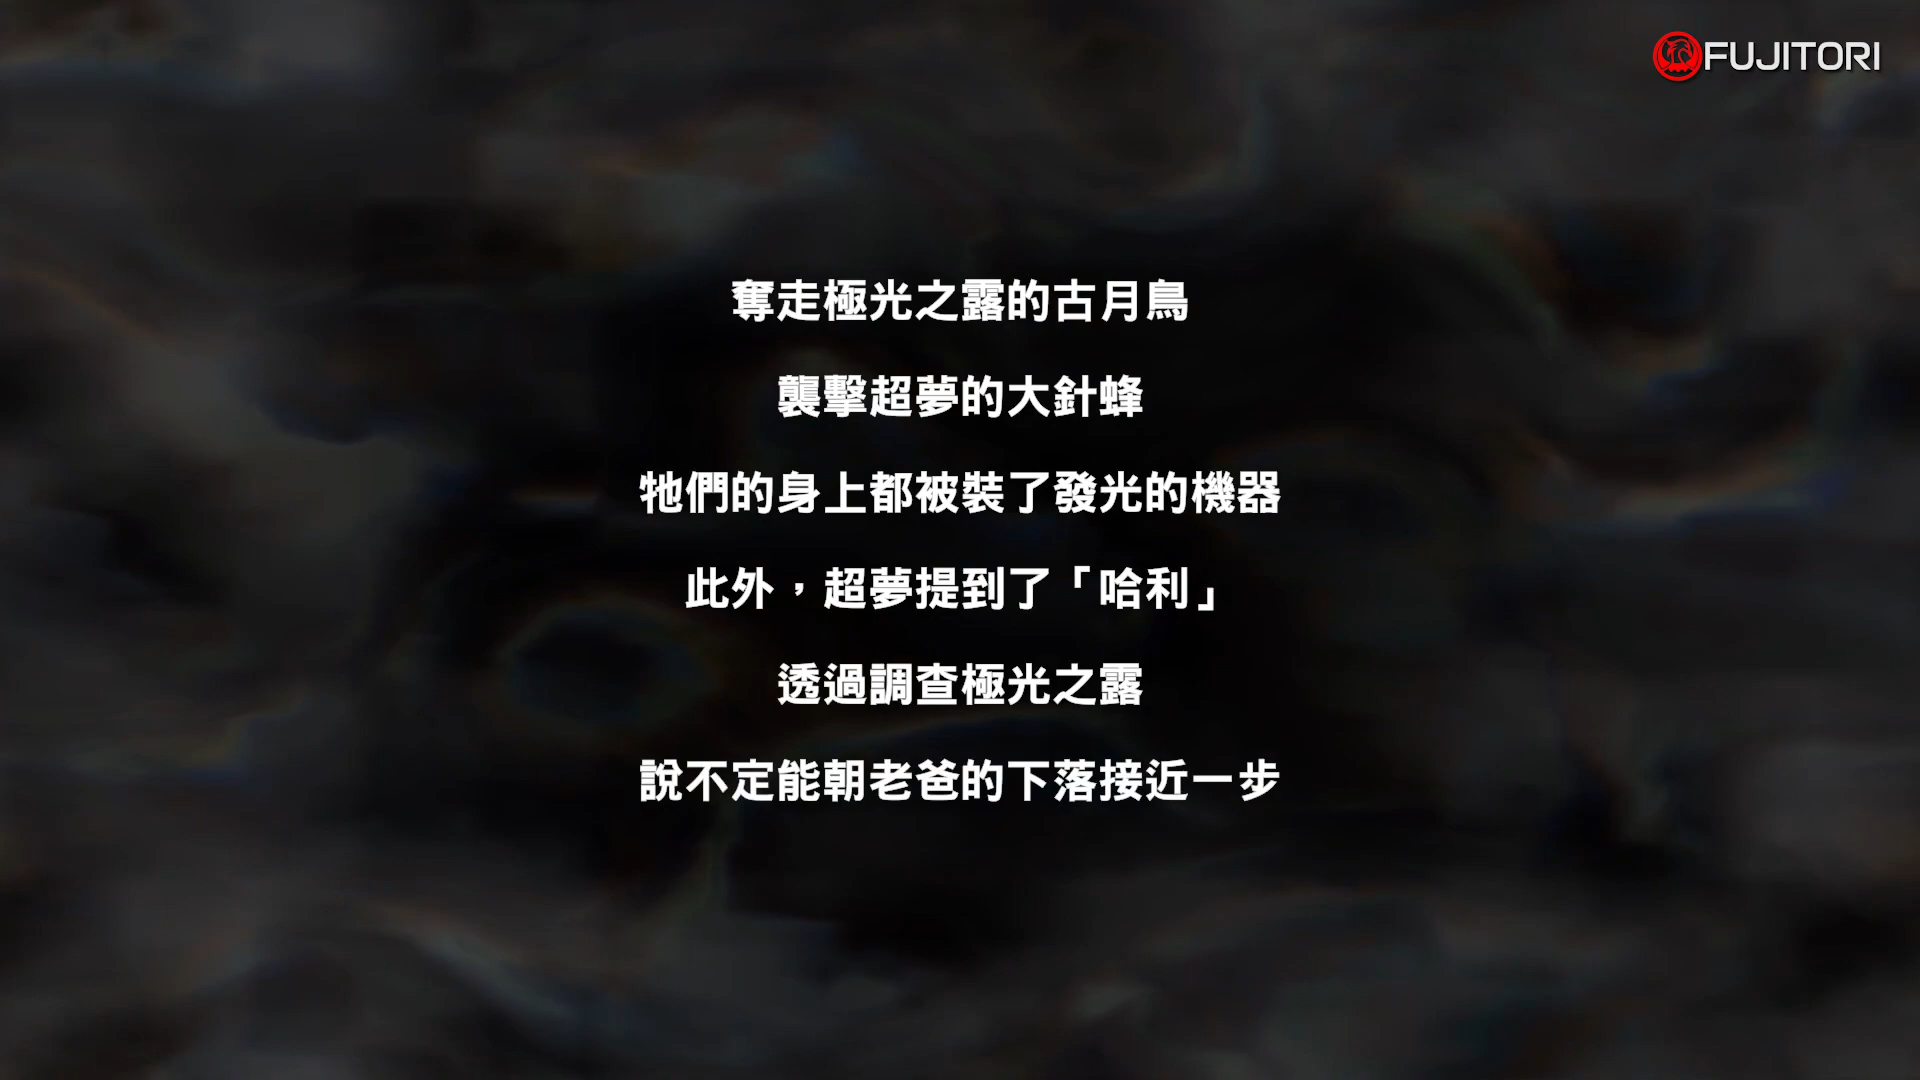 FUJITORI
奪走極光之露的古月鳥
襲擊超夢的大針蜂
牠們的身上都被裝了發光的機器
此外，超夢提到了「哈利」
透過調查極光之露
說不定能朝老爸的下落接近一步